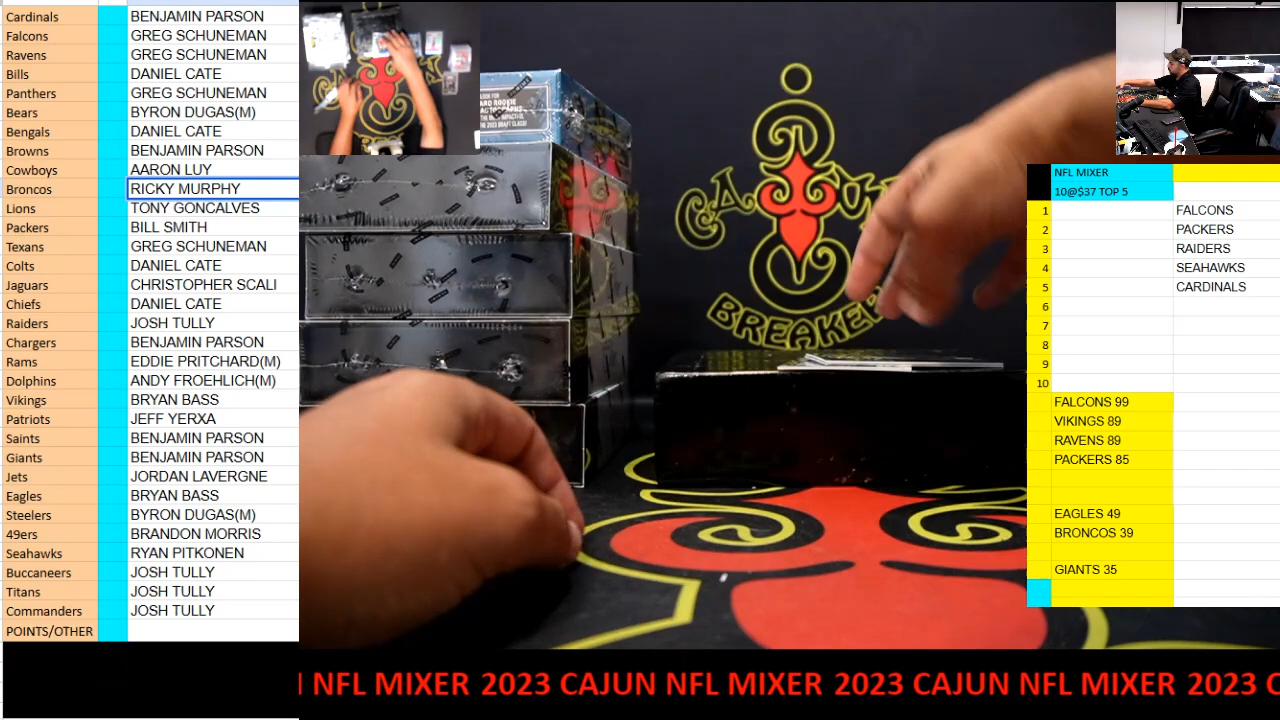 Cardinals BENJAMIN PARSON
Falcons GREG SCHUNEMAN
Ravens GREG SCHUNEMAN
Bills DANIEL CATE
Panthers GREG SCHUNEMAN
Bears BYRON DUGAS(M)
Bengals DANIEL CATE
Browns BENJAMIN PARSON
Cowboys AARON LUY
Broncos RICKY MURPHY
Lions TONY GONCALVES
Packers BILL SMITH
Texans GREG SCHUNEMAN
Colts DANIEL CATE
Jaguars CHRISTOPHER SCALI
Chiefs DANIEL CATE
Raiders JOSH TULLY
Chargers BENJAMIN PARSON
Rams EDDIE PRITCHARD(M)
Dolphins ANDY FROEHLICH(M)
Vikings BRYAN BASS
Patriots JEFF YERXA
Saints BENJAMIN PARSON
Giants BENJAMIN PARSON
Jets JORDAN LAVERGNE
Eagles BRYAN BASS
Steelers BYRON DUGAS(M)
49ers BRANDON MORRIS
Seahawks RYAN PITKONEN
Buccaneers JOSH TULLY
Titans JOSH TULLY
Commanders JOSH TULLY
POINTS/OTHER
ROOKIE
AUTOGRAPHS
2023 DRAFT CLASS!
BREAKE
NFL MIXER
10@$37 TOP 5
1 FALCONS
2 PACKERS
3 RAIDERS
4 SEAHAWKS
5 CARDINALS
6
7
8
9
10
FALCONS 99
VIKINGS 89
RAVENS 89
PACKERS 85
EAGLES 49
BRONCOS 39
GIANTS 35
NFL MIXER 2023 CAJUN NFL MIXER 2023 CAJUN NFL MIXER 2023 C